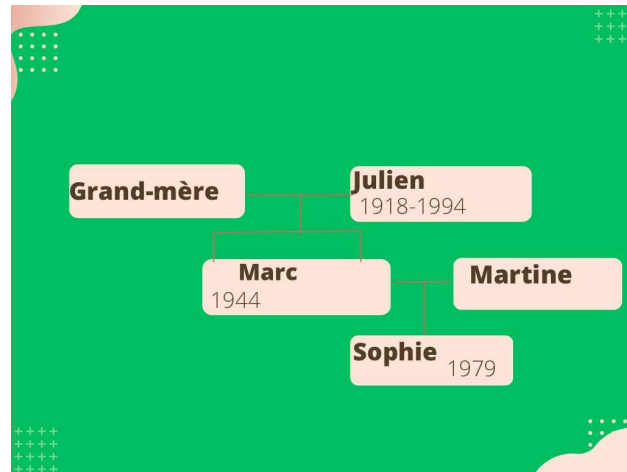 Grand-mère
Julien
1918-1994
Marc
1944
Martine
Sophie
1979